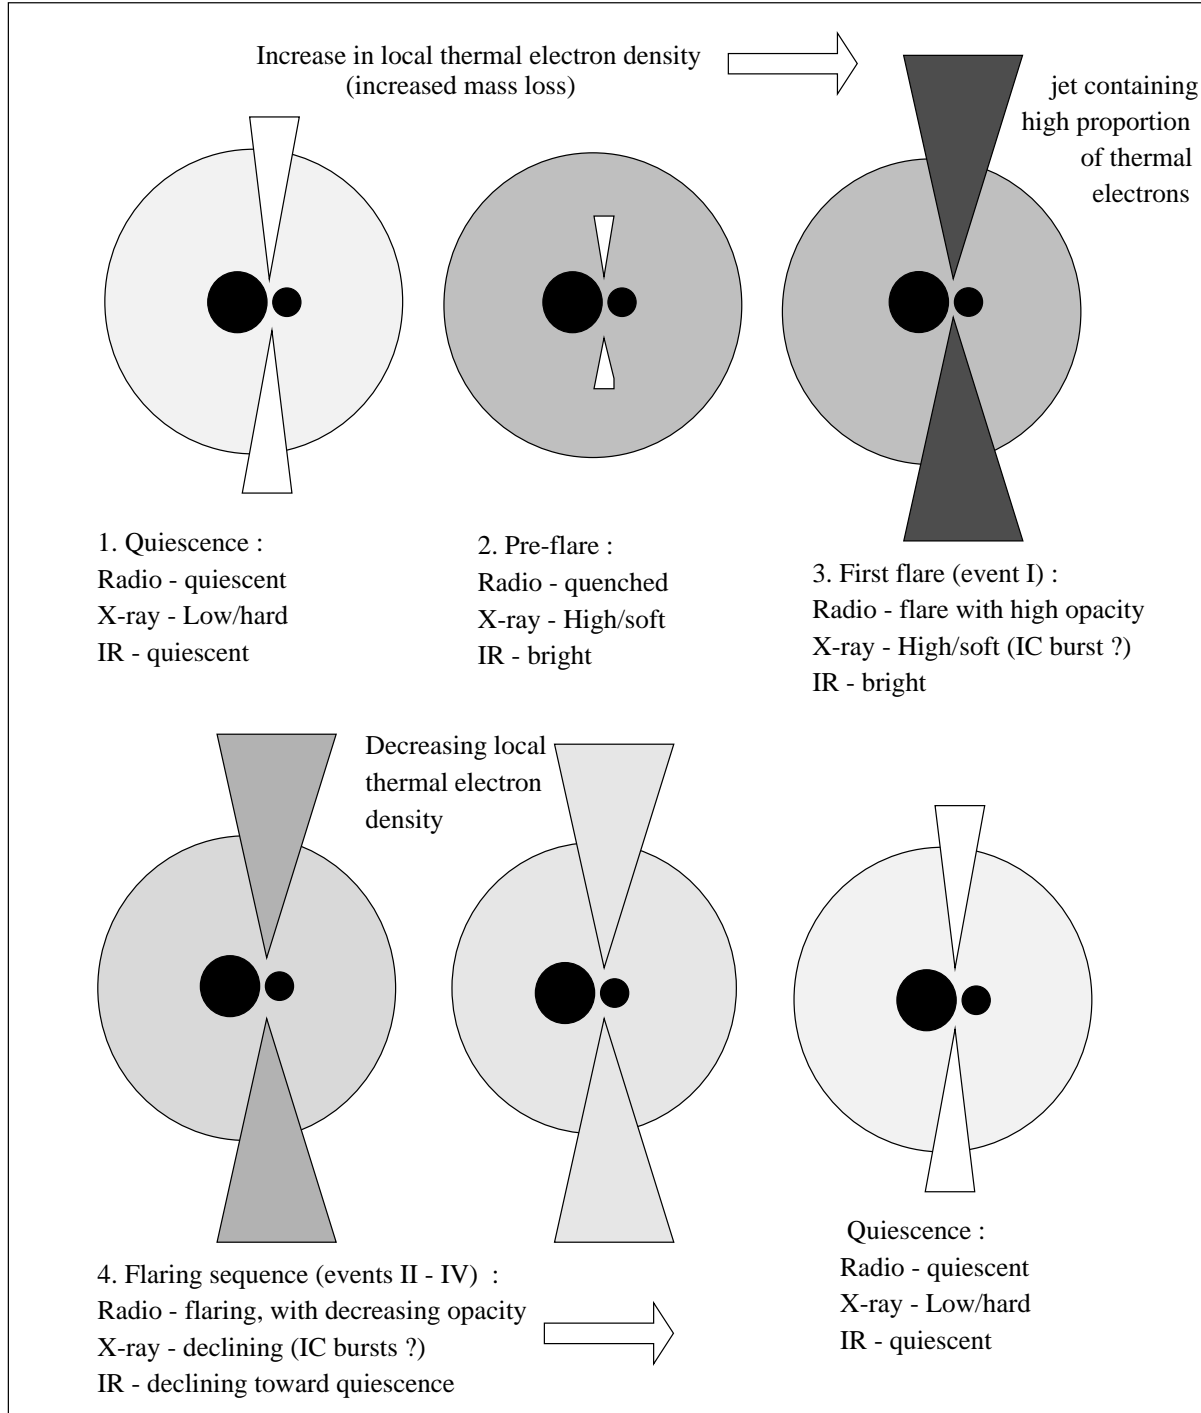 Increase in local thermal electron density
(increased mass loss)
jet containing
high proportion
of thermal
electrons
1. Quiescence :
Radio - quiescent
X-ray - Low/hard
IR - quiescent
2. Pre-flare :
Radio - quenched
X-ray - High/soft
IR - bright
3. First flare (event I) :
Radio - flare with high opacity
X-ray - High/soft (IC burst ?)
IR - bright
Decreasing local
thermal electron
density
4. Flaring sequence (events II - IV)  :
Radio - flaring, with decreasing opacity
X-ray - declining (IC bursts ?)
IR - declining toward quiescence
Quiescence :
Radio - quiescent
X-ray - Low/hard
IR - quiescent